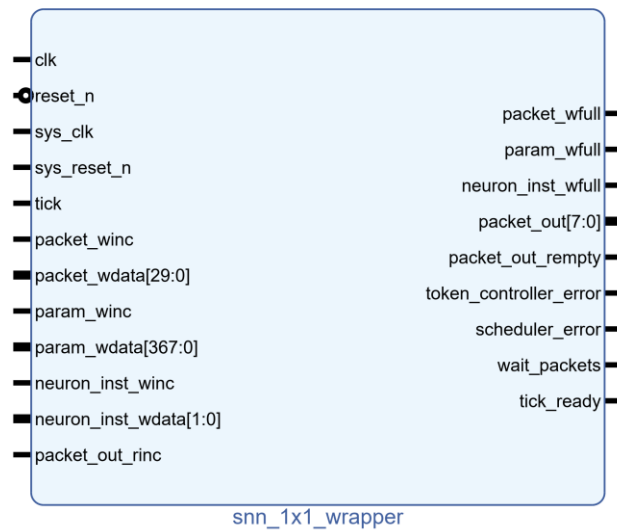 clk
reset_n
sys_clk
sys_reset_n
tick
packet_winc
packet_wdata[29:0]
param_winc
param_wdata[367:0]
neuron_inst_winc
neuron_inst_wdata[1:0]
packet_out_rinc
packet_wfull
param_wfull
neuron_inst_wfull
packet_out[7:0]
packet_out_rempty
token_controller_error
scheduler_error
wait_packets
tick_ready
snn_1x1_wrapper